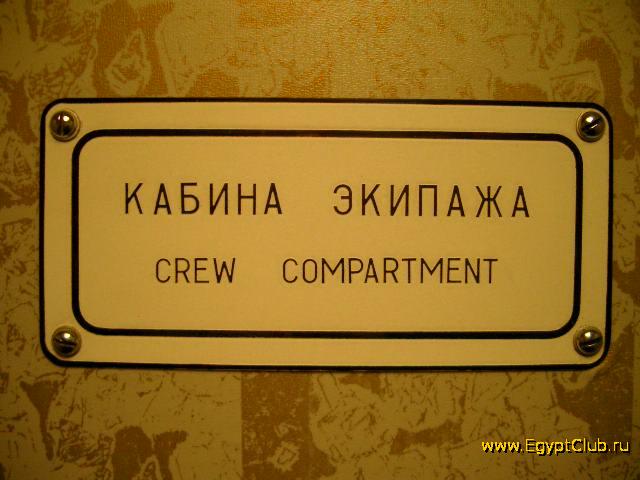 КАБИНА ЭКИПАЖА
CREW COMPARTMENT
www.EgyptClub.ru